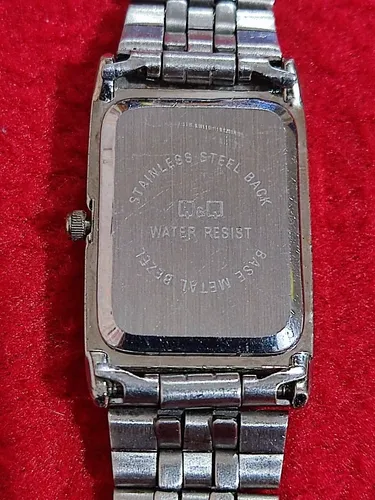 STAINLESS STEEL BACK
WATER RESIST
BASE METAL BEZEL